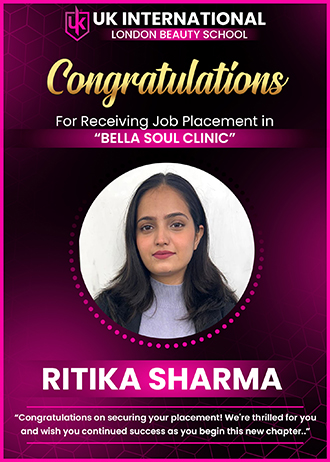 UK INTERNATIONAL
LONDON BEAUTY SCHOOL
Congratulations
For Receiving Job Placement in
“BELLA SOUL CLINIC”
RITIKA SHARMA
“Congratulations on securing your placement! We're thrilled for you
and wish you continued success as you begin this new chapter..”